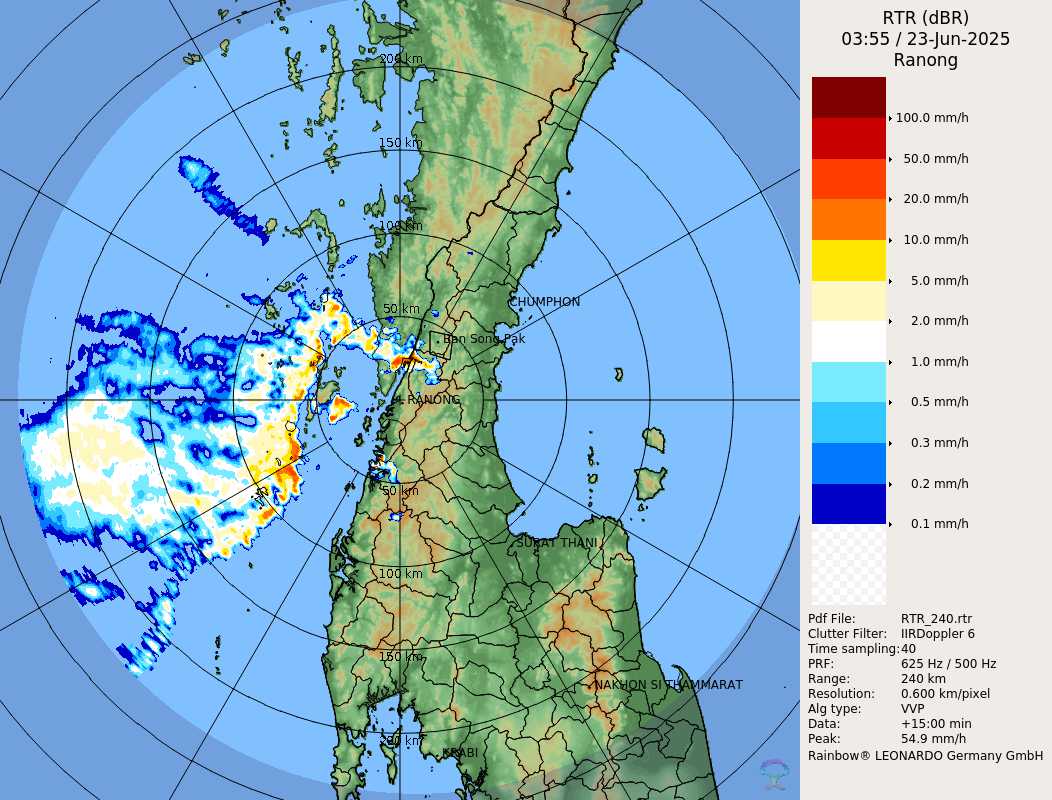 RTR (dBR)
03:55 / 23-Jun-2025
Ranong
100.0 mm/h
50.0 mm/h
20.0 mm/h
10.0 mm/h
5.0 mm/h
2.0 mm/h
1.0 mm/h
0.5 mm/h
0.3 mm/h
0.2 mm/h
0.1 mm/h
Pdf File: RTR_240.rtr
Clutter Filter: IIRDoppler 6
Time sampling:40
PRF: 625 Hz / 500 Hz
Range: 240 km
Resolution: 0.600 km/pixel
Alg type: VVP
Data: +15:00 min
Peak: 54.9 mm/h
Rainbow® LEONARDO Germany GmbH
200 km
150 km
100 km
50 km
CHUMPHON
Ban Song Pak
RANONG
50 km
SURAT THANI
100 km
150 km
NAKHON SI THAMMARAT
200 km
KRABI